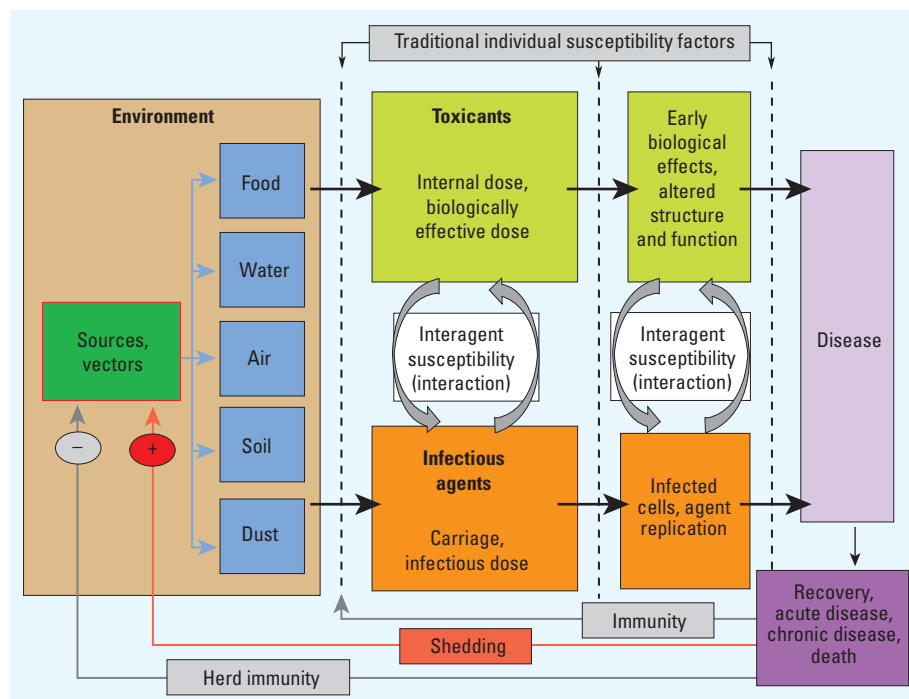 Traditional individual susceptibility factors
Environment
Food
Water
Air
Soil
Dust
Sources,
vectors
−
+
Toxicants
Internal dose,
biologically
effective dose
Early
biological
effects,
altered
structure
and function
Interagent
susceptibility
(interaction)
Interagent
susceptibility
(interaction)
Disease
Infectious
agents
Carriage,
infectious dose
Infected
cells, agent
replication
Recovery,
acute disease,
chronic disease,
death
Immunity
Shedding
Herd immunity